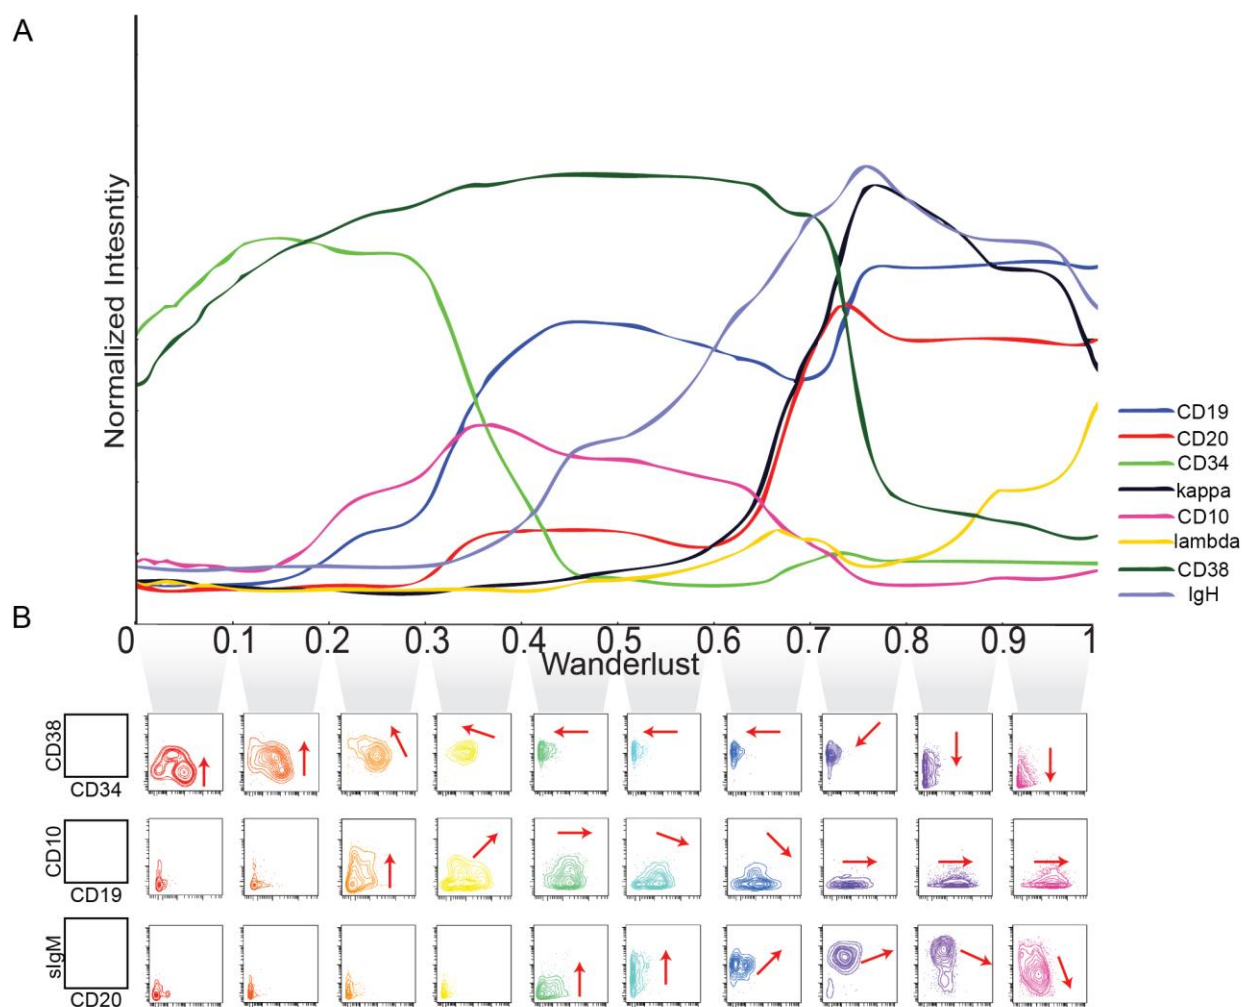 A
Normalized Intesntiy
CD19
CD20
CD34
kappa
CD10
lambda
CD38
IgH
0 0.1 0.2 0.3 0.4 0.5 0.6 0.7 0.8 0.9 1
Wanderlust
B
CD38
CD34
CD10
CD19
sIgM
CD20